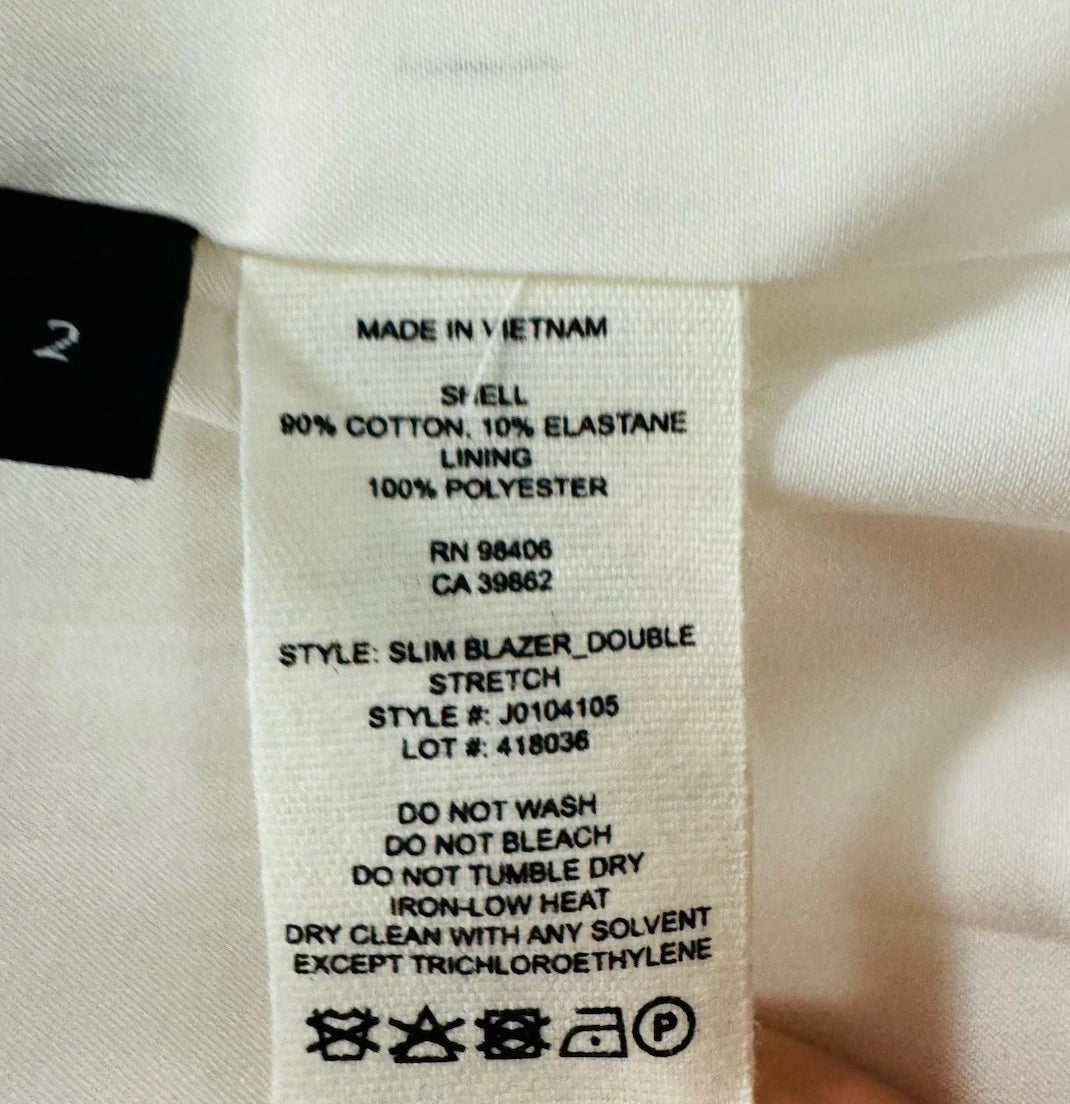 2
MADE IN VIETNAM
SHELL
90% COTTON, 10% ELASTANE
LINING
100% POLYESTER
RN 98406
CA 39862
STYLE: SLIM BLAZER_DOUBLE
STRETCH
STYLE #: J0104105
LOT #: 418036
DO NOT WASH
DO NOT BLEACH
DO NOT TUMBLE DRY
IRON-LOW HEAT
DRY CLEAN WITH ANY SOLVENT
EXCEPT TRICHLOROETHYLENE
P